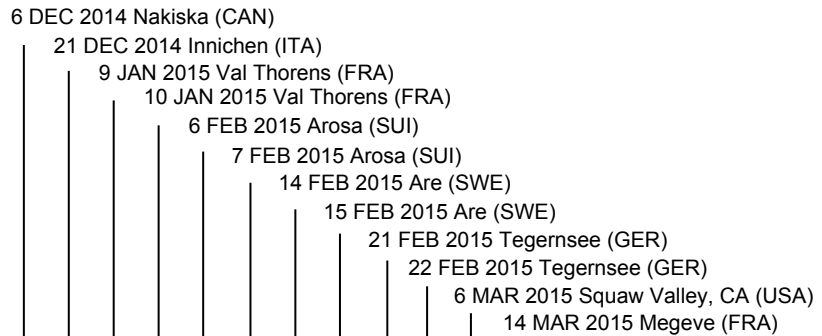 6 DEC 2014 Nakiska (CAN)
21 DEC 2014 Innichen (ITA)
9 JAN 2015 Val Thorens (FRA)
10 JAN 2015 Val Thorens (FRA)
6 FEB 2015 Arosa (SUI)
7 FEB 2015 Arosa (SUI)
14 FEB 2015 Are (SWE)
15 FEB 2015 Are (SWE)
21 FEB 2015 Tegernsee (GER)
22 FEB 2015 Tegernsee (GER)
6 MAR 2015 Squaw Valley, CA (USA)
14 MAR 2015 Megeve (FRA)